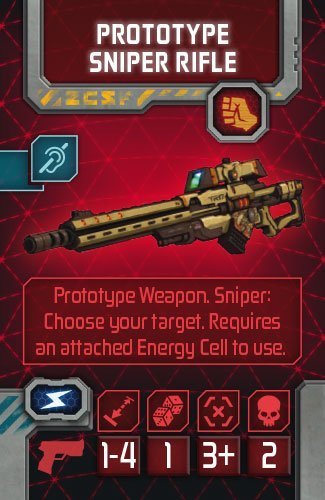 PROTOTYPE
SNIPER RIFLE
Prototype Weapon. Sniper:
Choose your target. Requires
an attached Energy Cell to use.
1-4 1 3+ 2